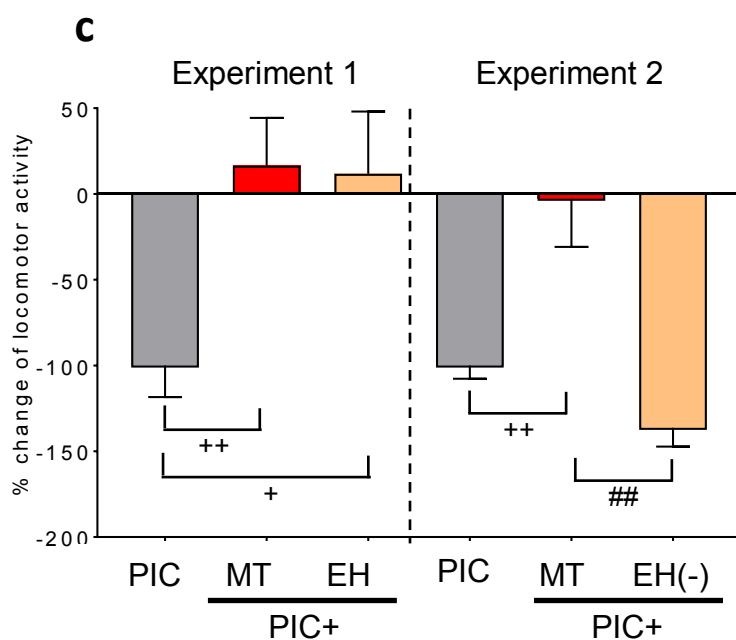 c
Experiment 1 Experiment 2
% change of locomotor activity
50
0
-50
-100
-150
-200
++
+
++
##
PIC MT EH PIC MT EH(-)
PIC+ PIC+